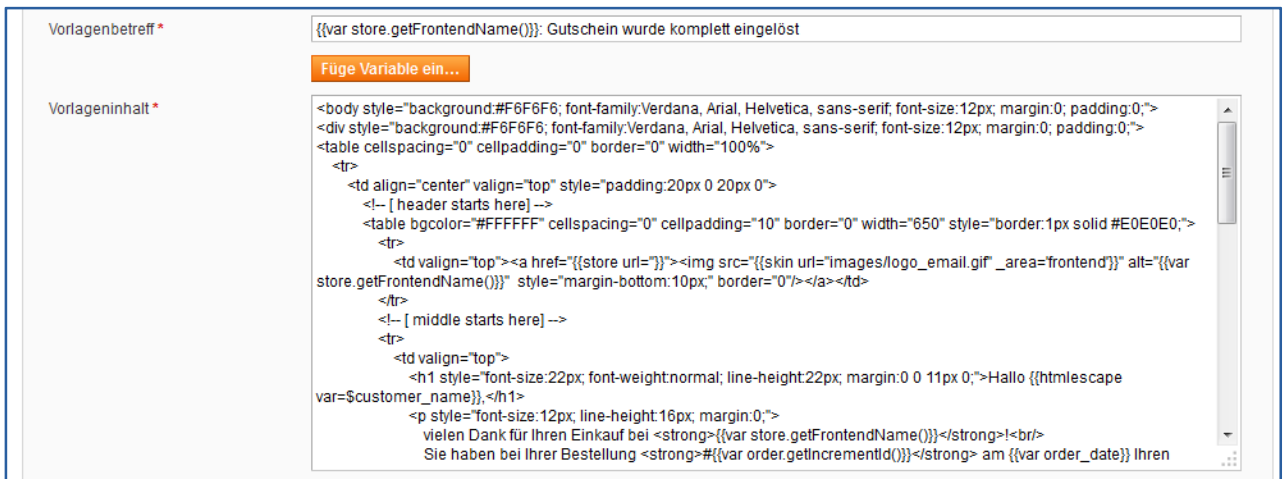 Vorlagenbetreff * {{var store.getFrontendName()}}: Gutschein wurde komplett eingelöst
Füge Variable ein...
Vorlageninhalt * <body style="background:#F6F6F6; font-family:Verdana, Arial, Helvetica, sans-serif; font-size:12px; margin:0; padding:0;">
<div style="background:#F6F6F6; font-family:Verdana, Arial, Helvetica, sans-serif; font-size:12px; margin:0; padding:0;">
<table cellspacing="0" cellpadding="0" border="0" width="100%">
<tr>
<td align="center" valign="top" style="padding:20px 0 20px 0">
<!-- [ header starts here] -->
<table bgcolor="#FFFFFF" cellspacing="0" cellpadding="10" border="0" width="650" style="border:1px solid #E0E0E0;">
<tr>
<td valign="top"><a href="{{store url=''}}"><img src="{{skin url="images/logo_email.gif" _area='frontend'}}" alt="{{var
store.getFrontendName()}}" style="margin-bottom:10px;" border="0"/></a></td>
</tr>
<!-- [ middle starts here] -->
<tr>
<td valign="top">
<h1 style="font-size:22px; font-weight:normal; line-height:22px; margin:0 0 11px 0;">Hallo {{htmlescape
var=$customer_name}},</h1>
<p style="font-size:12px; line-height:16px; margin:0;">
vielen Dank für Ihren Einkauf bei <strong>{{var store.getFrontendName()}}</strong>!<br/>
Sie haben bei Ihrer Bestellung <strong>#{{var order.getIncrementId()}}</strong> am {{var order_date}} Ihren